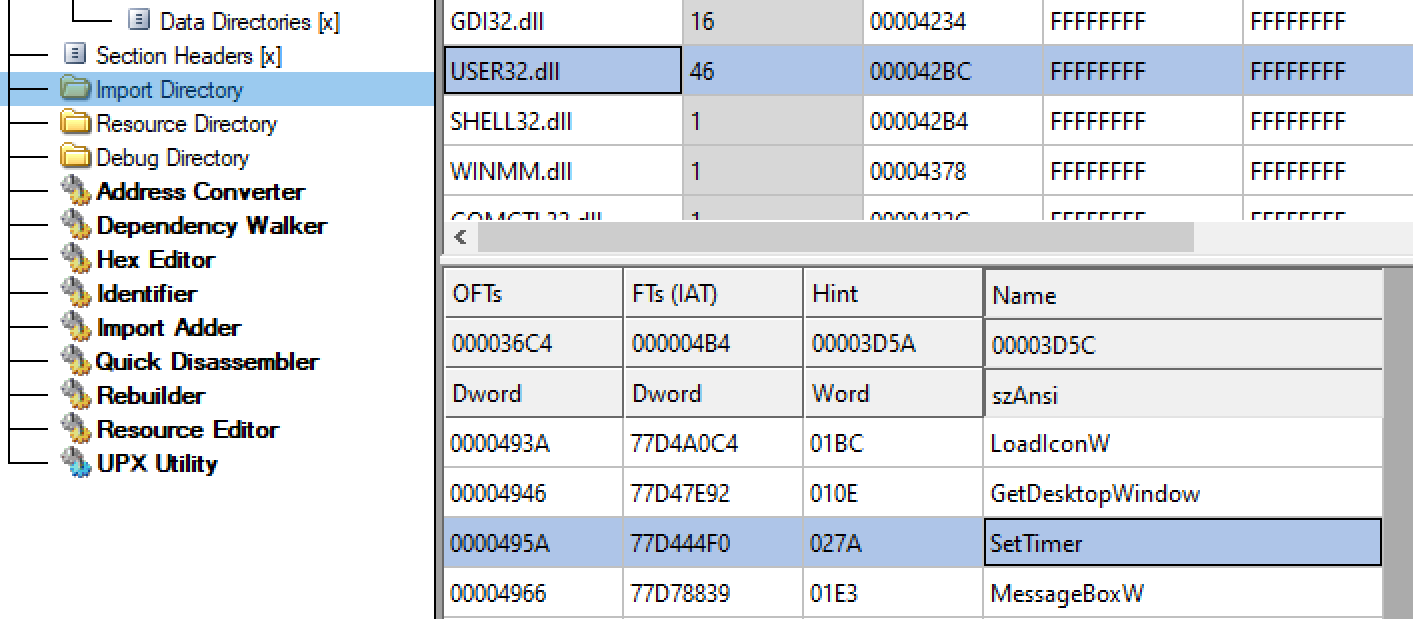 Data Directories [x]
Section Headers [x]
Import Directory
Resource Directory
Debug Directory
Address Converter
Dependency Walker
Hex Editor
Identifier
Import Adder
Quick Disassembler
Rebuilder
Resource Editor
UPX Utility
GDI32.dll 16 00004234 FFFFFFFF FFFFFFFF
USER32.dll 46 000042BC FFFFFFFF FFFFFFFF
SHELL32.dll 1 000042B4 FFFFFFFF FFFFFFFF
WINMM.dll 1 00004378 FFFFFFFF FFFFFFFF
COMCTL32.dll 1 FFFFFFFF FFFFFFFF
OFTs FTs (IAT) Hint Name
000036C4 000004B4 00003D5A 00003D5C
Dword Dword Word szAnsi
0000493A 77D4A0C4 01BC LoadIconW
00004946 77D47E92 010E GetDesktopWindow
0000495A 77D444F0 027A SetTimer
00004966 77D78839 01E3 MessageBoxW